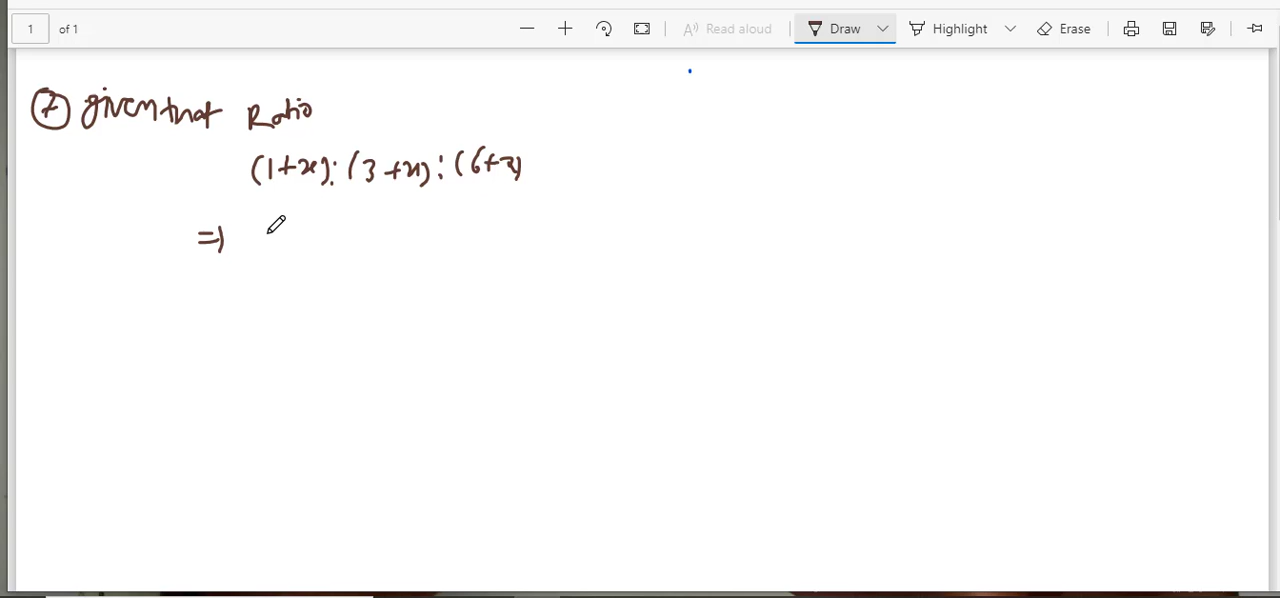 1 of 1 Read aloud Draw Highlight Erase
⑦ given that Ratio
(1+x):(3+x):(6+x)
⇒